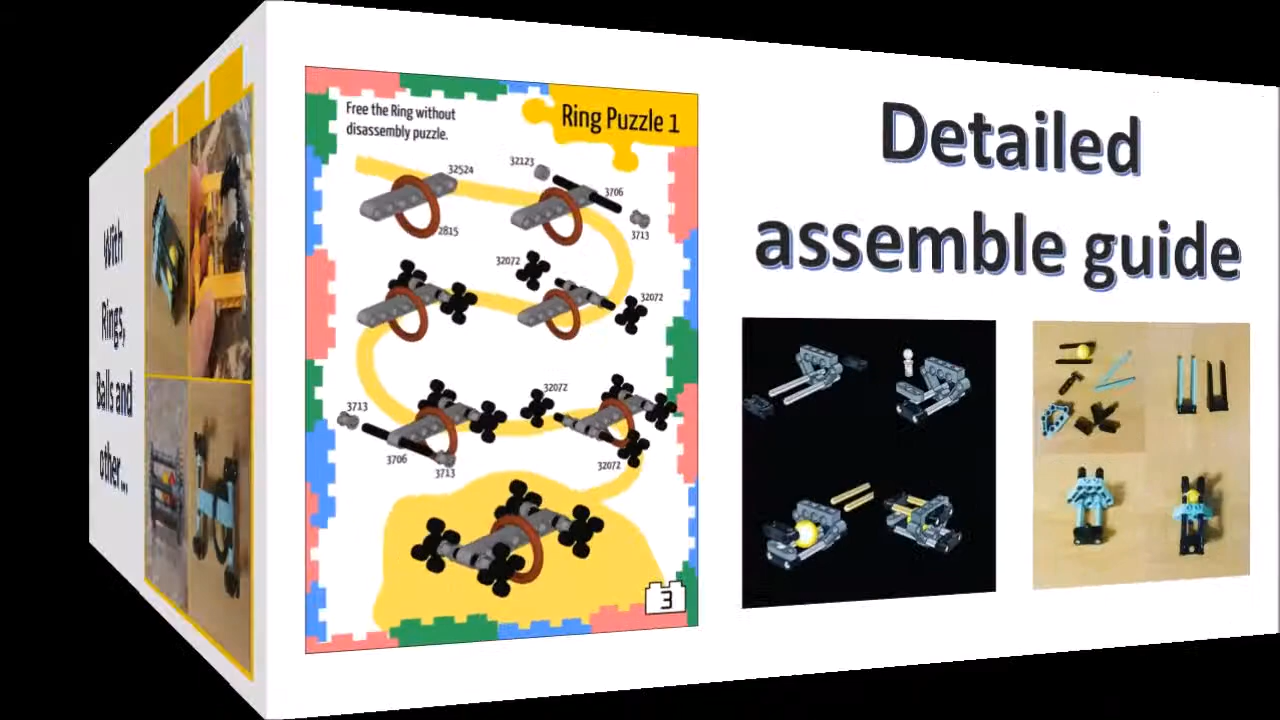 With
Rings,
Balls and
other...
Free the Ring without
disassembly puzzle.
Ring Puzzle 1
32524
2815
32123
3706
3713
32072
32072
3713
3706
3713
32072
32072
3
Detailed
assemble guide